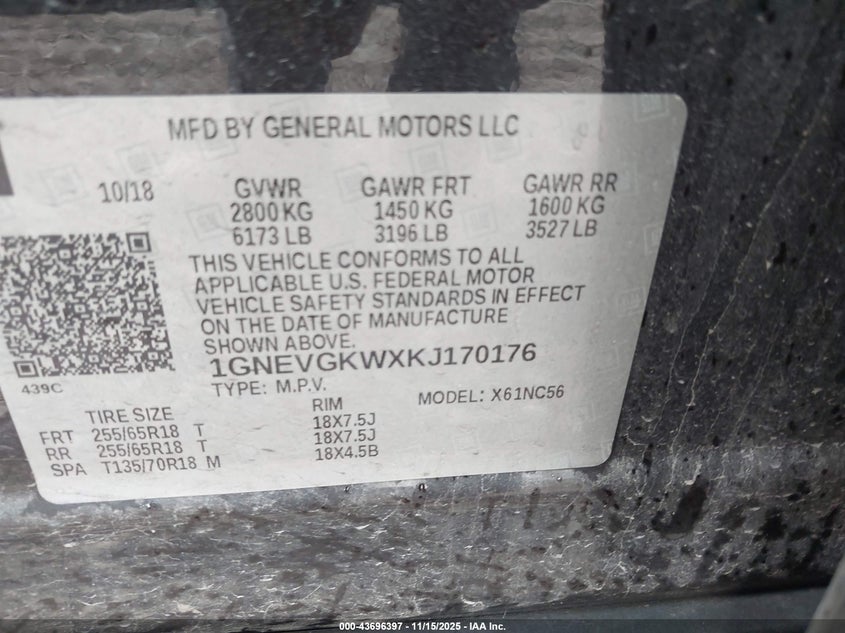 MFD BY GENERAL MOTORS LLC
10/18 GVWR GAWR FRT GAWR RR
2800 KG 1450 KG 1600 KG
6173 LB 3196 LB 3527 LB
THIS VEHICLE CONFORMS TO ALL
APPLICABLE U.S. FEDERAL MOTOR
VEHICLE SAFETY STANDARDS IN EFFECT
ON THE DATE OF MANUFACTURE
SHOWN ABOVE.
1GNEVGKWXKJ170176
439C TYPE: M.P.V. MODEL: X61NC56
TIRE SIZE RIM
FRT 255/65R18 T 18X7.5J
RR 255/65R18 T 18X7.5J
SPA T135/70R18 M 18X4.5B
000-43696397 - 11/15/2025 - IAA Inc.